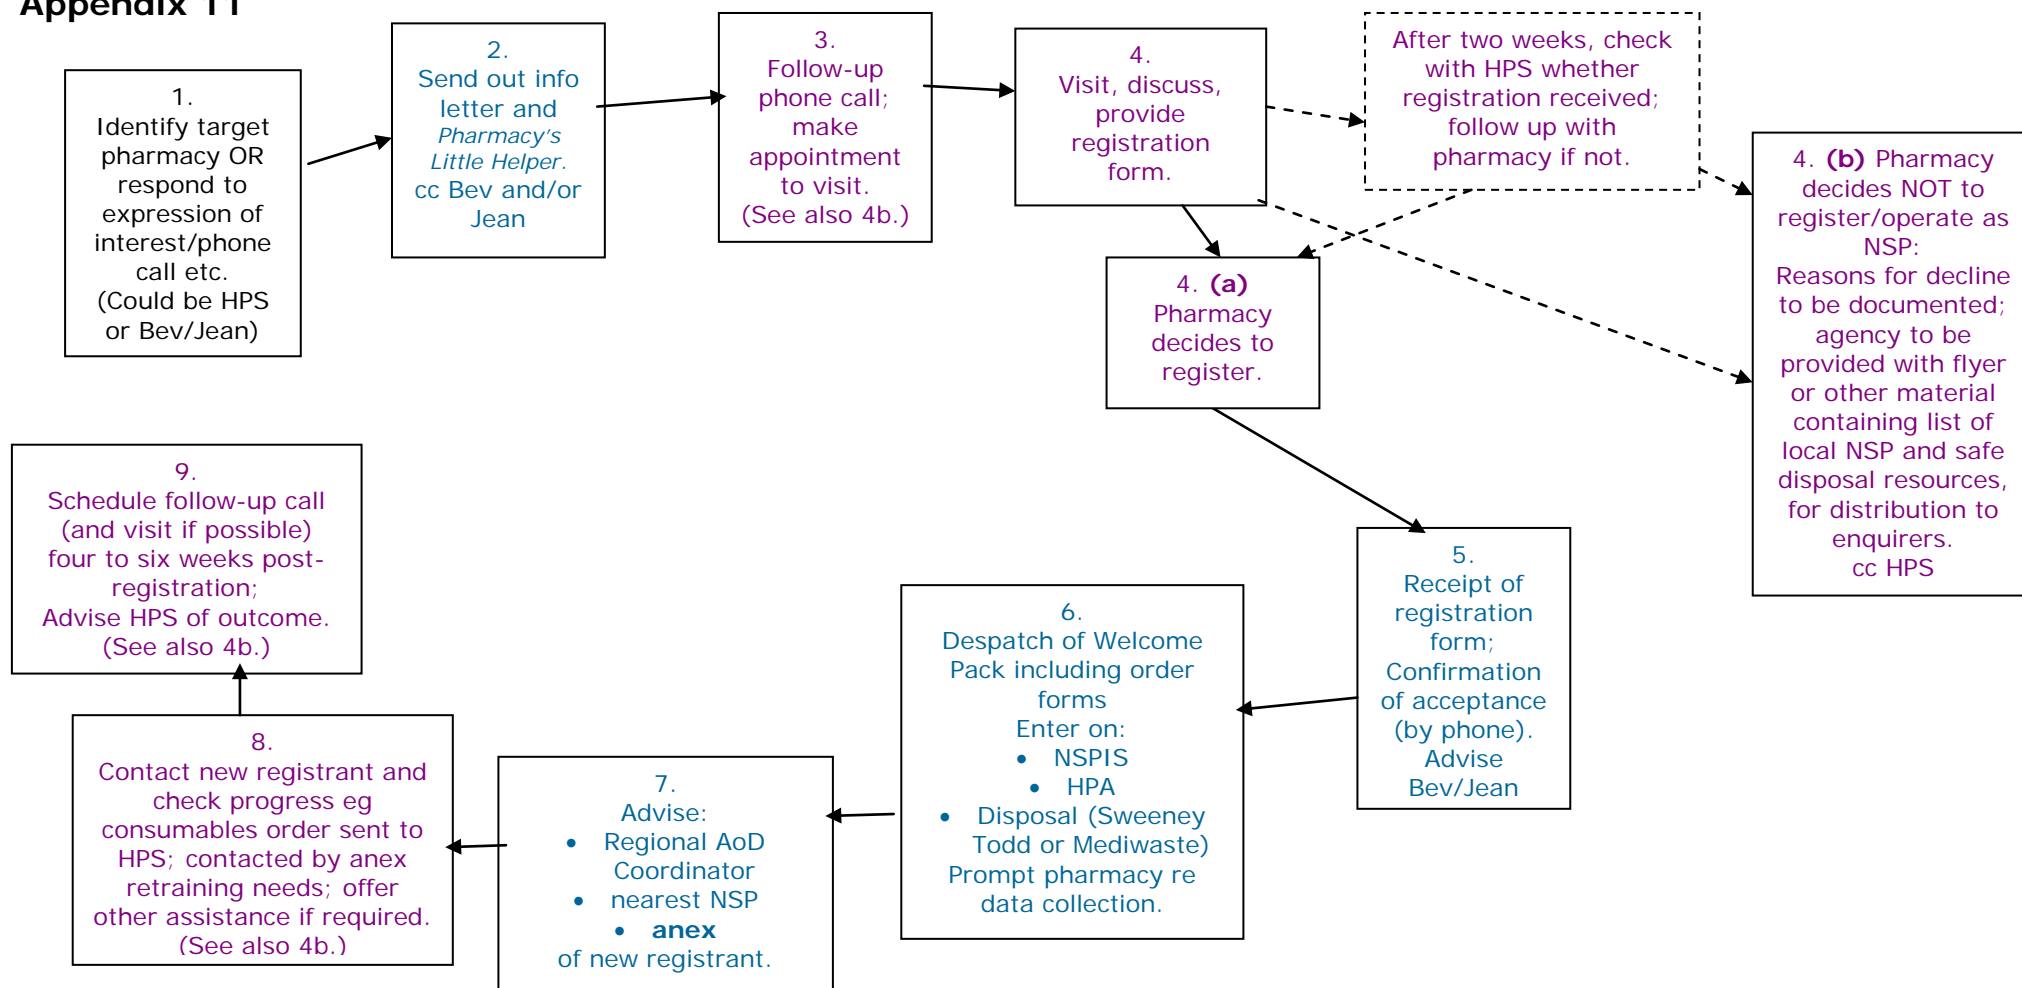 Appendix 11
1.
Identify target
pharmacy OR
respond to
expression of
interest/phone
call etc.
(Could be HPS
or Bev/Jean)
2.
Send out info
letter and
Pharmacy's
Little Helper.
cc Bev and/or
Jean
3.
Follow-up
phone call;
make
appointment
to visit.
(See also 4b.)
4.
Visit, discuss,
provide
registration
form.
After two weeks, check
with HPS whether
registration received;
follow up with
pharmacy if not.
4. (a)
Pharmacy
decides to
register.
4. (b) Pharmacy
decides NOT to
register/operate as
NSP:
Reasons for decline
to be documented;
agency to be
provided with flyer
or other material
containing list of
local NSP and safe
disposal resources,
for distribution to
enquirers.
cc HPS
5.
Receipt of
registration
form;
Confirmation
of acceptance
(by phone).
Advise
Bev/Jean
6.
Despatch of Welcome
Pack including order
forms
Enter on:
• NSPIS
• HPA
• Disposal (Sweeney
Todd or Mediwaste)
Prompt pharmacy re
data collection.
7.
Advise:
• Regional AoD
Coordinator
• nearest NSP
• anex
of new registrant.
8.
Contact new registrant and
check progress eg
consumables order sent to
HPS; contacted by anex
retraining needs; offer
other assistance if required.
(See also 4b.)
9.
Schedule follow-up call
(and visit if possible)
four to six weeks post-
registration;
Advise HPS of outcome.
(See also 4b.)